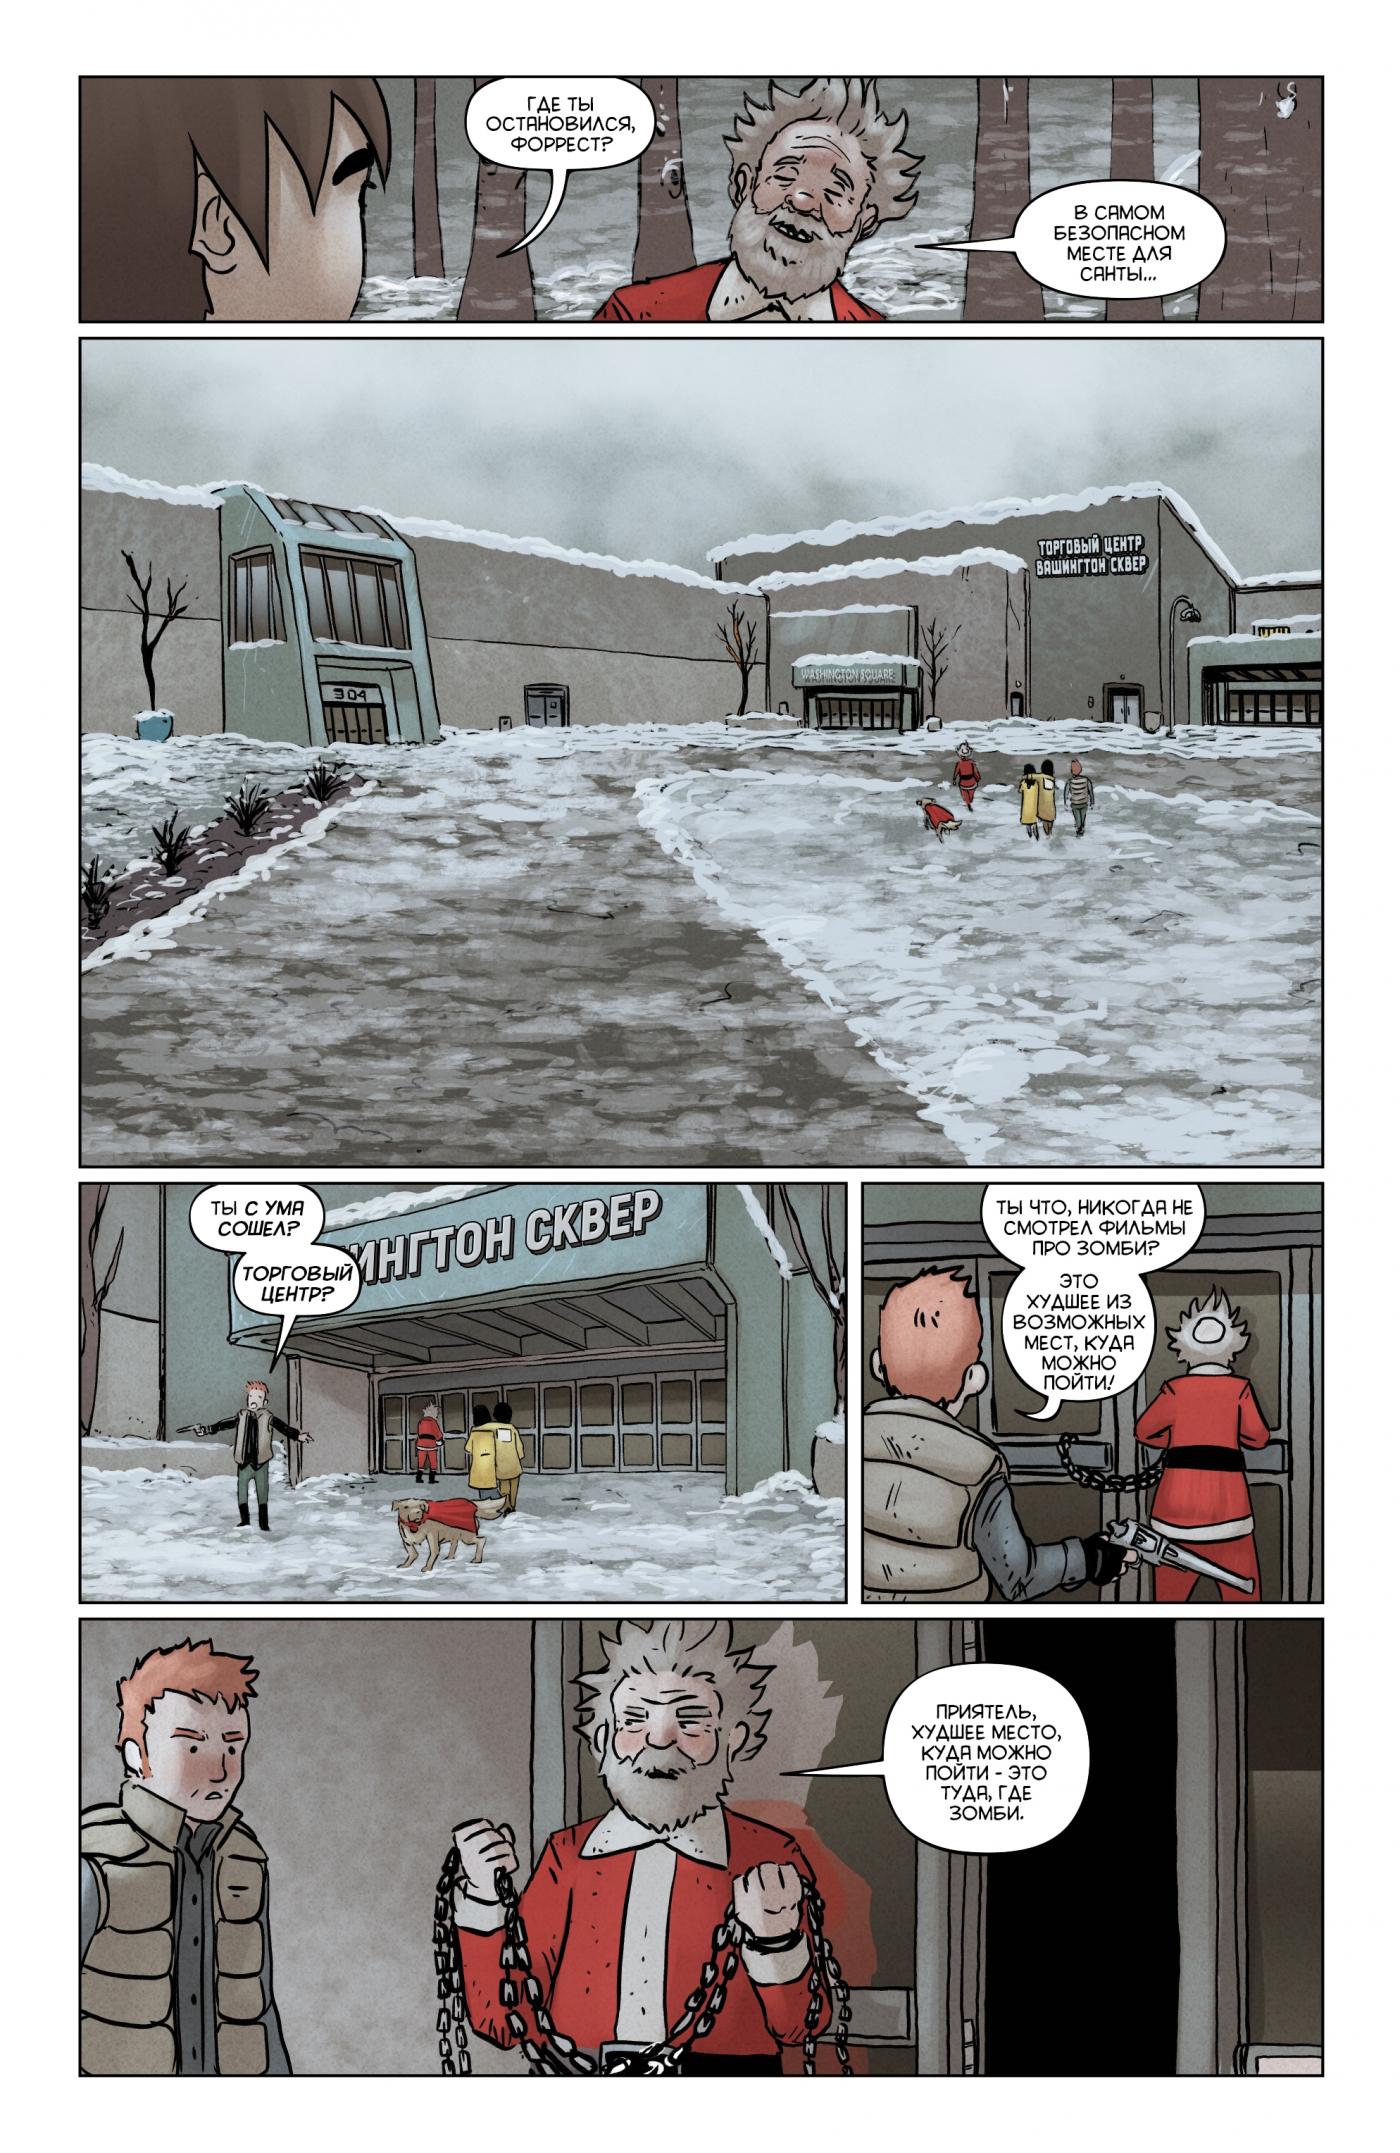 ГДЕ ТЫ
ОСТАНОВИЛСЯ,
ФОРРЕСТ?
В САМОМ
БЕЗОПАСНОМ
МЕСТЕ ДЛЯ
САНТЫ...
ТОРГОВЫЙ ЦЕНТР
ВАШИНГТОН СКВЕР
WASHINGTON SQUARE
304
ТЫ С УМА
СОШЕЛ?
ТОРГОВЫЙ
ЦЕНТР?
ИНГТОН СКВЕР
ТЫ ЧТО, НИКОГДА НЕ
СМОТРЕЛ ФИЛЬМЫ
ПРО ЗОМБИ?
ЭТО
ХУДШЕЕ ИЗ
ВОЗМОЖНЫХ
МЕСТ, КУДА
МОЖНО
ПОЙТИ!
ПРИЯТЕЛЬ,
ХУДШЕЕ МЕСТО,
КУДА МОЖНО
ПОЙТИ - ЭТО
ТУДА, ГДЕ
ЗОМБИ.